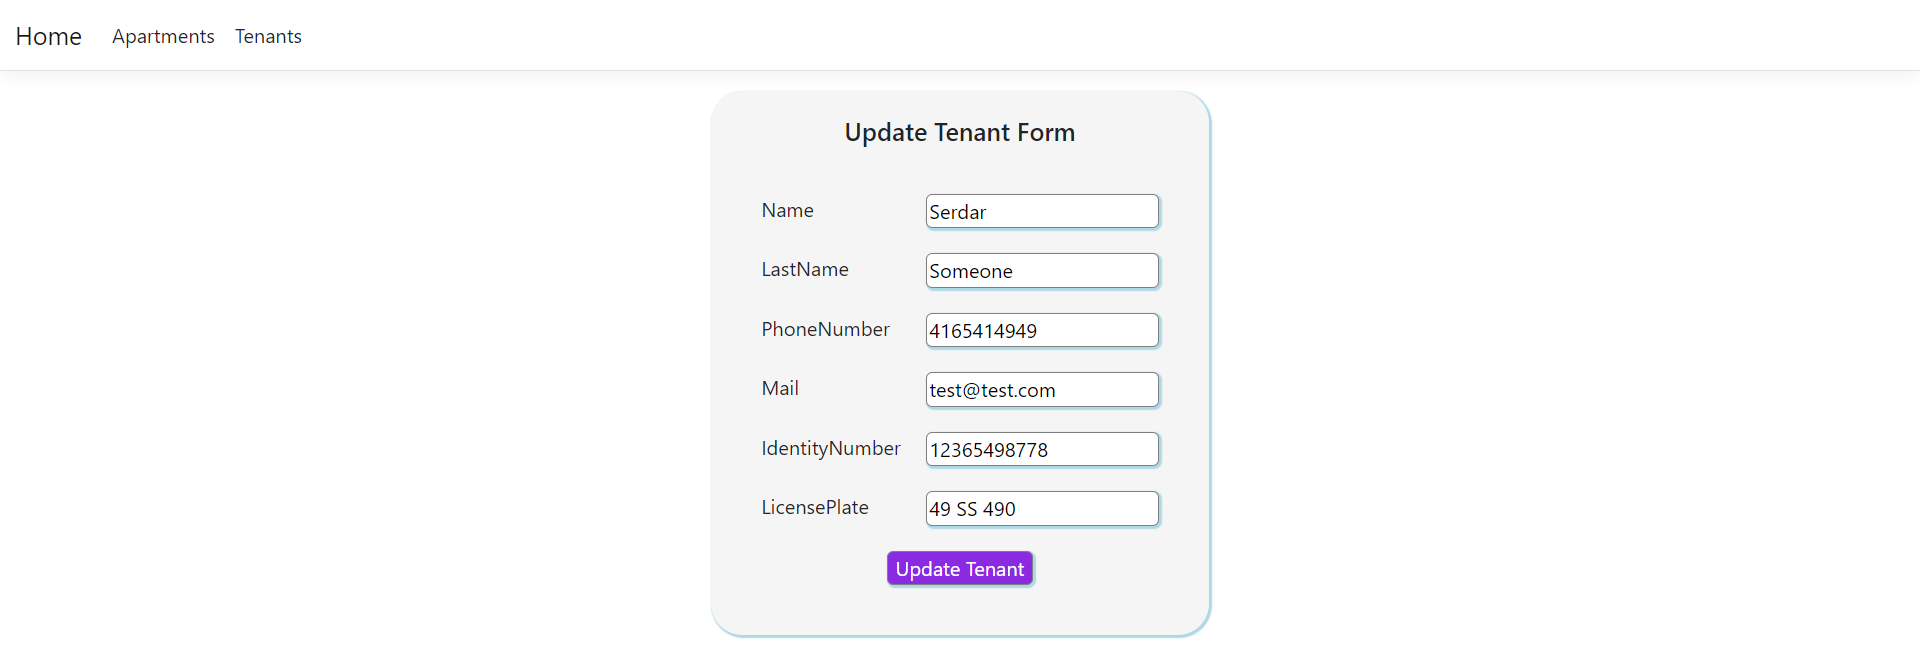 Home Apartments Tenants
Update Tenant Form
Name Serdar
LastName Someone
PhoneNumber 4165414949
Mail test@test.com
IdentityNumber 12365498778
LicensePlate 49 SS 490
Update Tenant